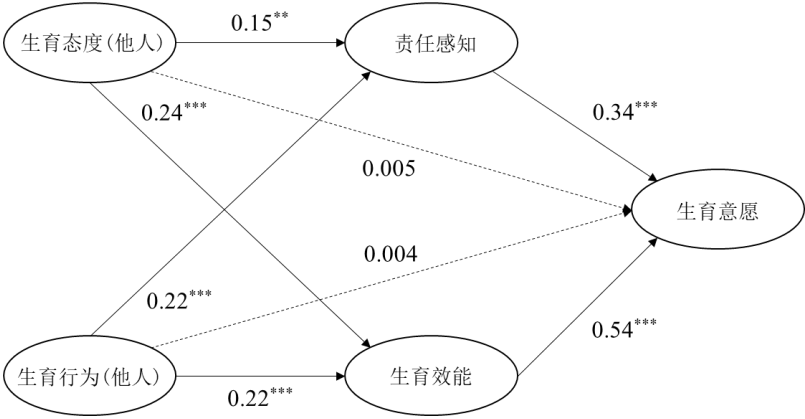 生育态度(他人)
0.15**
责任感知
0.24***
0.34***
0.005
生育意愿
0.004
0.22***
0.54***
生育行为(他人)
0.22***
生育效能